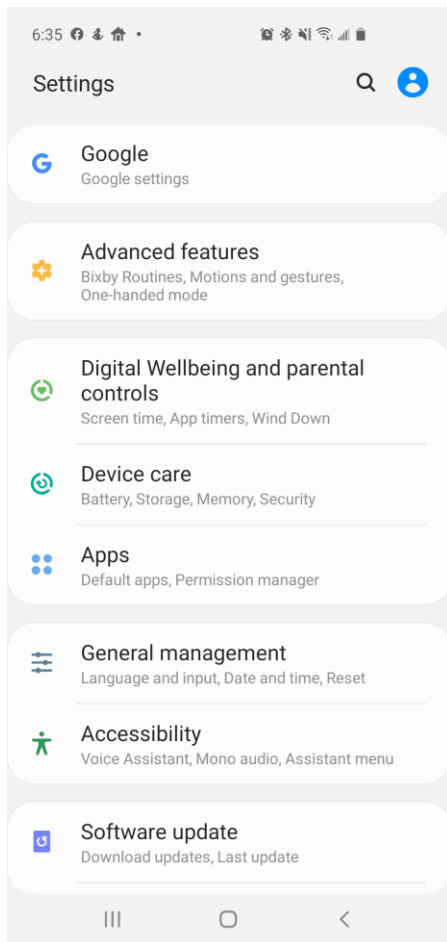 6:35
Settings
Google
Google settings
Advanced features
Bixby Routines, Motions and gestures,
One-handed mode
Digital Wellbeing and parental
controls
Screen time, App timers, Wind Down
Device care
Battery, Storage, Memory, Security
Apps
Default apps, Permission manager
General management
Language and input, Date and time, Reset
Accessibility
Voice Assistant, Mono audio, Assistant menu
Software update
Download updates, Last update